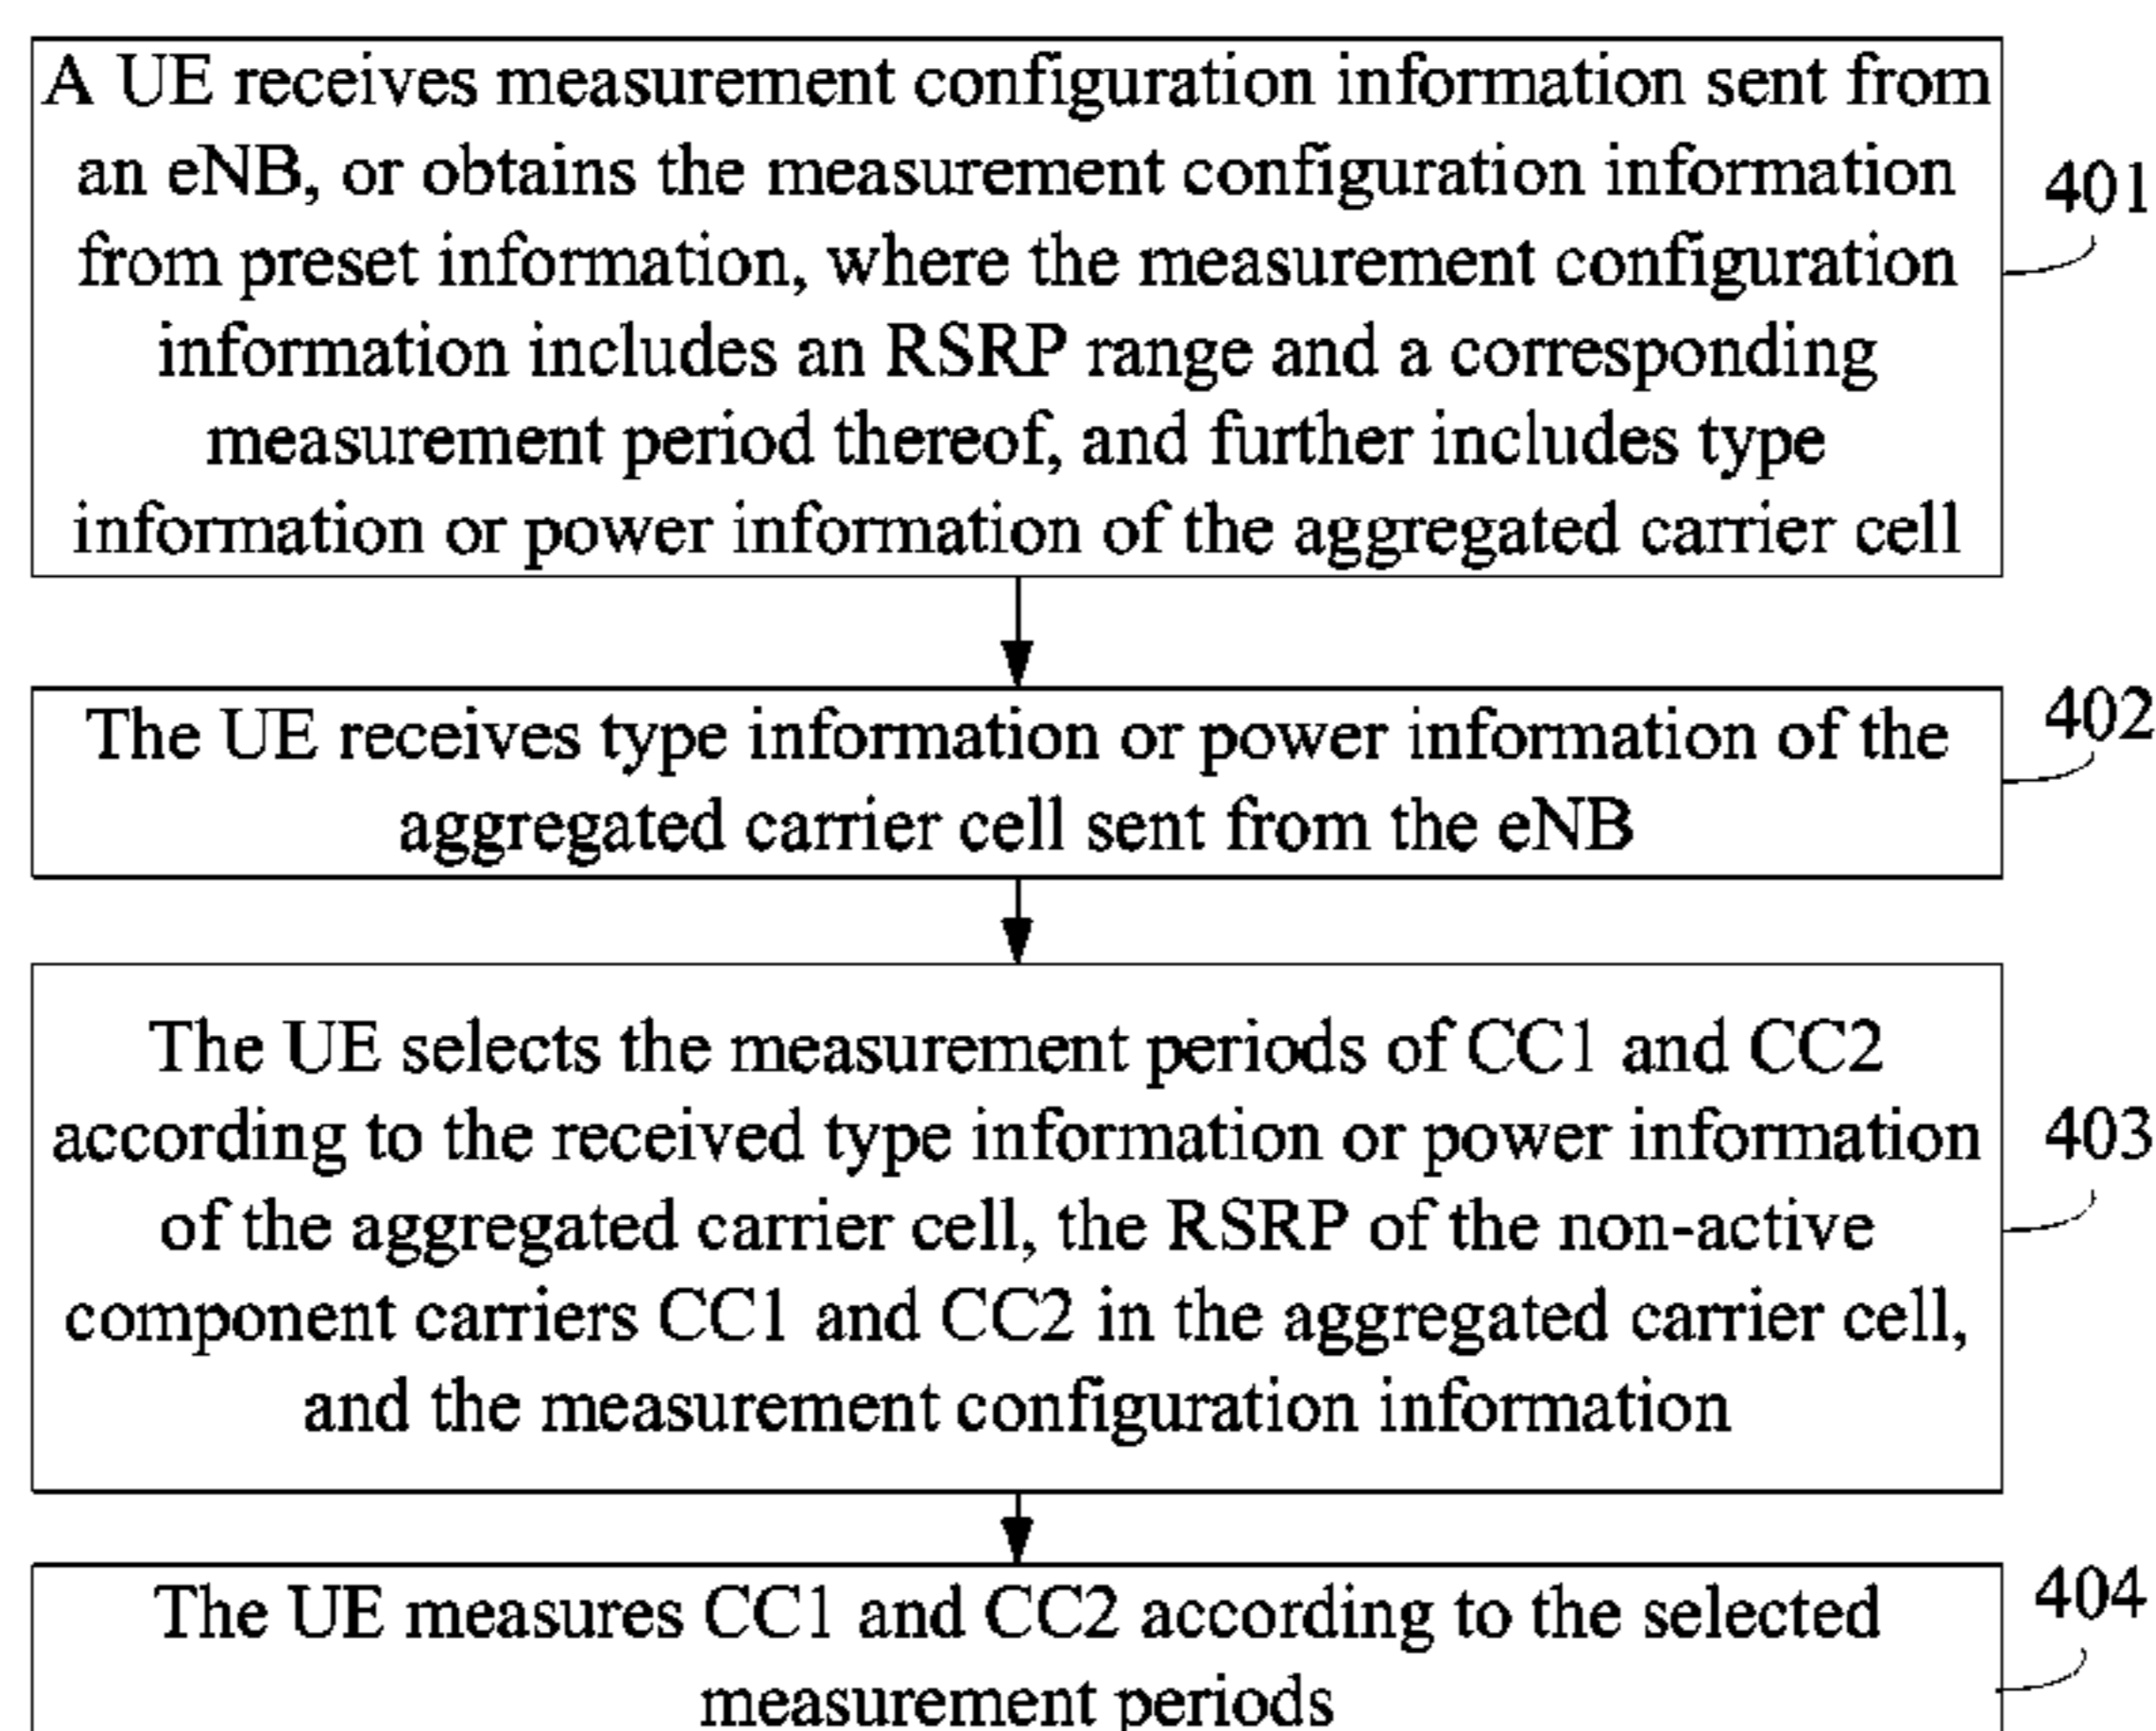 A UE receives measurement configuration information sent from
an eNB, or obtains the measurement configuration information
from preset information, where the measurement configuration
information includes an RSRP range and a corresponding
measurement period thereof, and further includes type
information or power information of the aggregated carrier cell
401
The UE receives type information or power information of the
aggregated carrier cell sent from the eNB
402
The UE selects the measurement periods of CC1 and CC2
according to the received type information or power information
of the aggregated carrier cell, the RSRP of the non-active
component carriers CC1 and CC2 in the aggregated carrier cell,
and the measurement configuration information
403
The UE measures CC1 and CC2 according to the selected
measurement periods
404